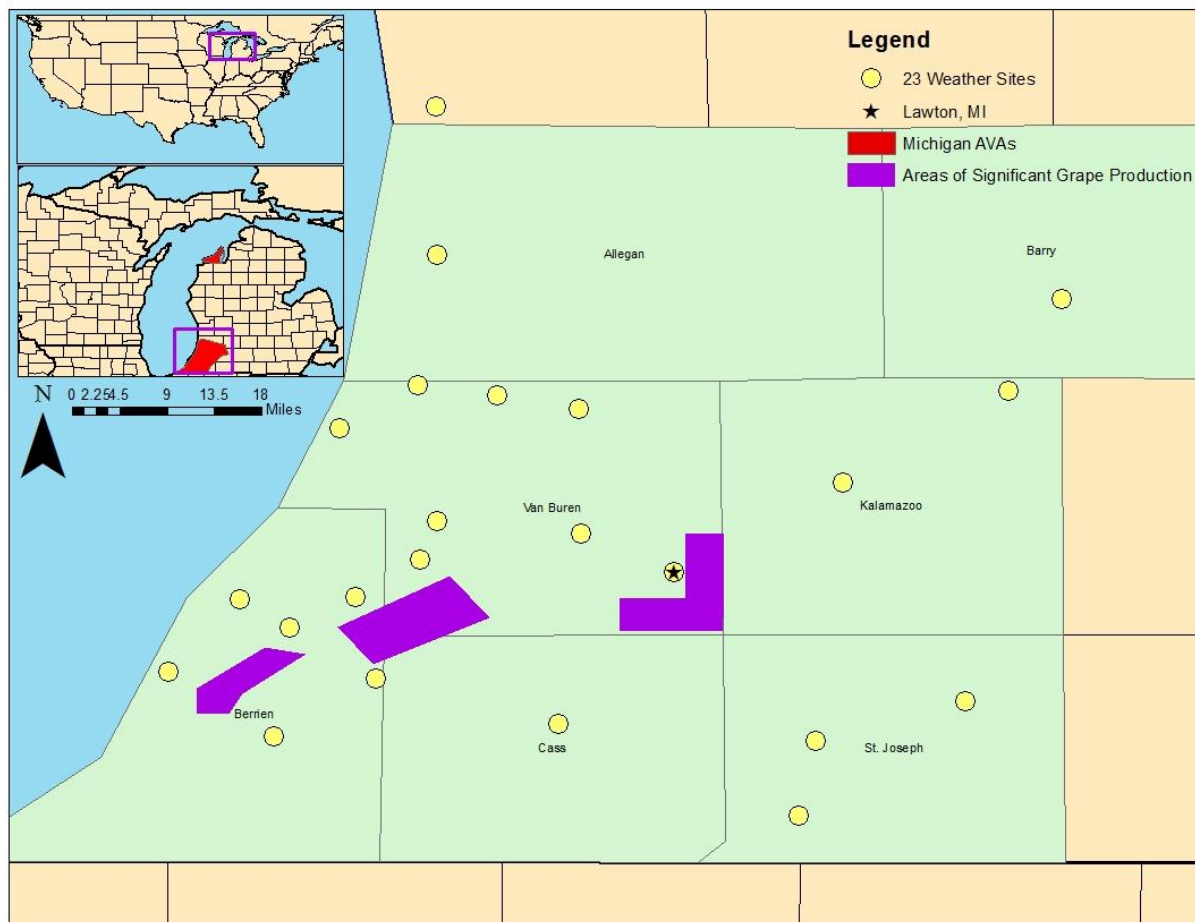 Legend
23 Weather Sites
Lawton, MI
Michigan AVAs
Areas of Significant Grape Production
Allegan
Barry
N
0 2.25 4.5 9 13.5 18
Miles
Van Buren
Kalamazoo
Berrien
Cass
St. Joseph